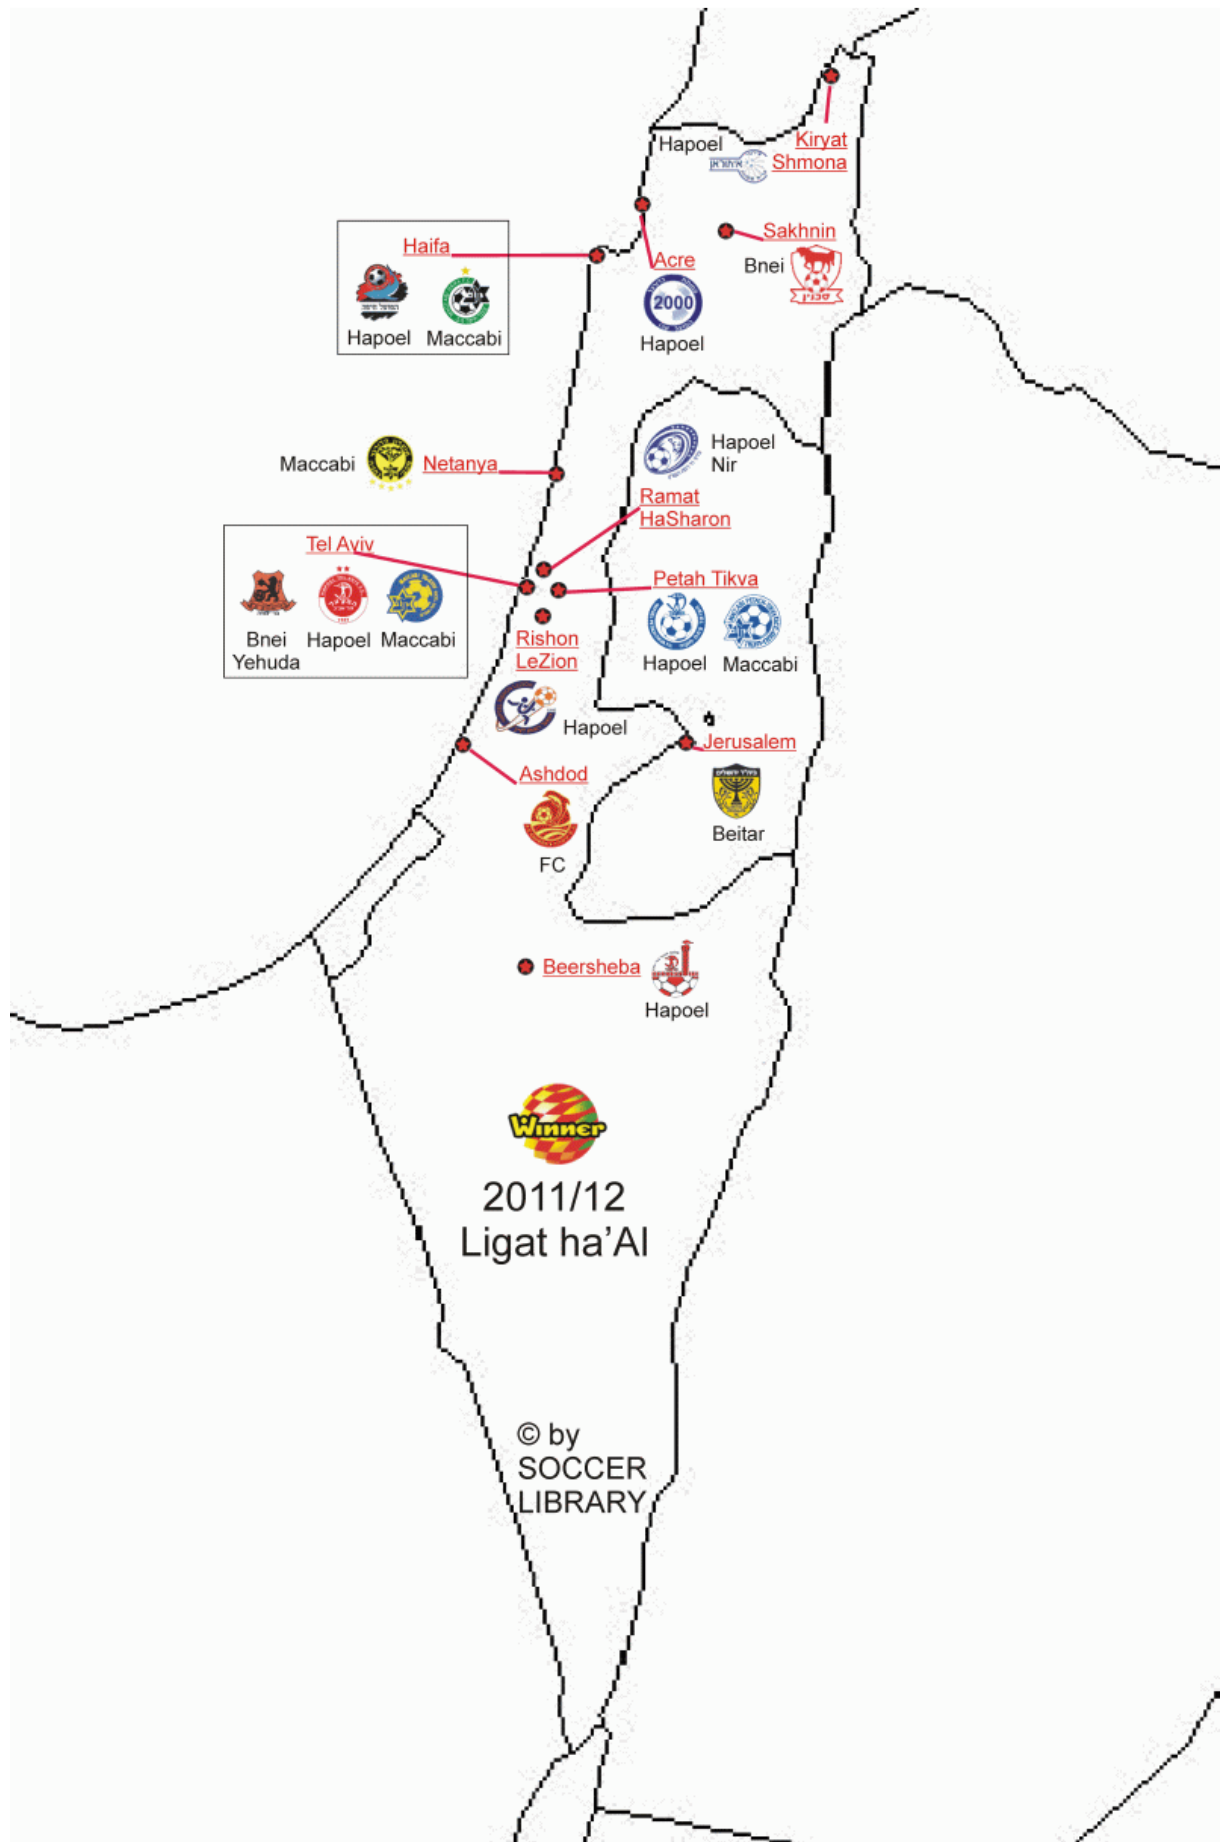 Hapoel
Kiryat
Shmona
Haifa
Hapoel
Maccabi
Acre
2000
Hapoel
Sakhnin
Bnei
סכנין
Maccabi
Netanya
Hapoel
Nir
Ramat
HaSharon
Tel Aviv
Bnei
Yehuda
Hapoel
Maccabi
Petah Tikva
Hapoel
Maccabi
Rishon
LeZion
Hapoel
Jerusalem
Beitar
Ashdod
FC
Beersheba
Hapoel
Winner
2011/12
Ligat ha'Al
© by
SOCCER
LIBRARY